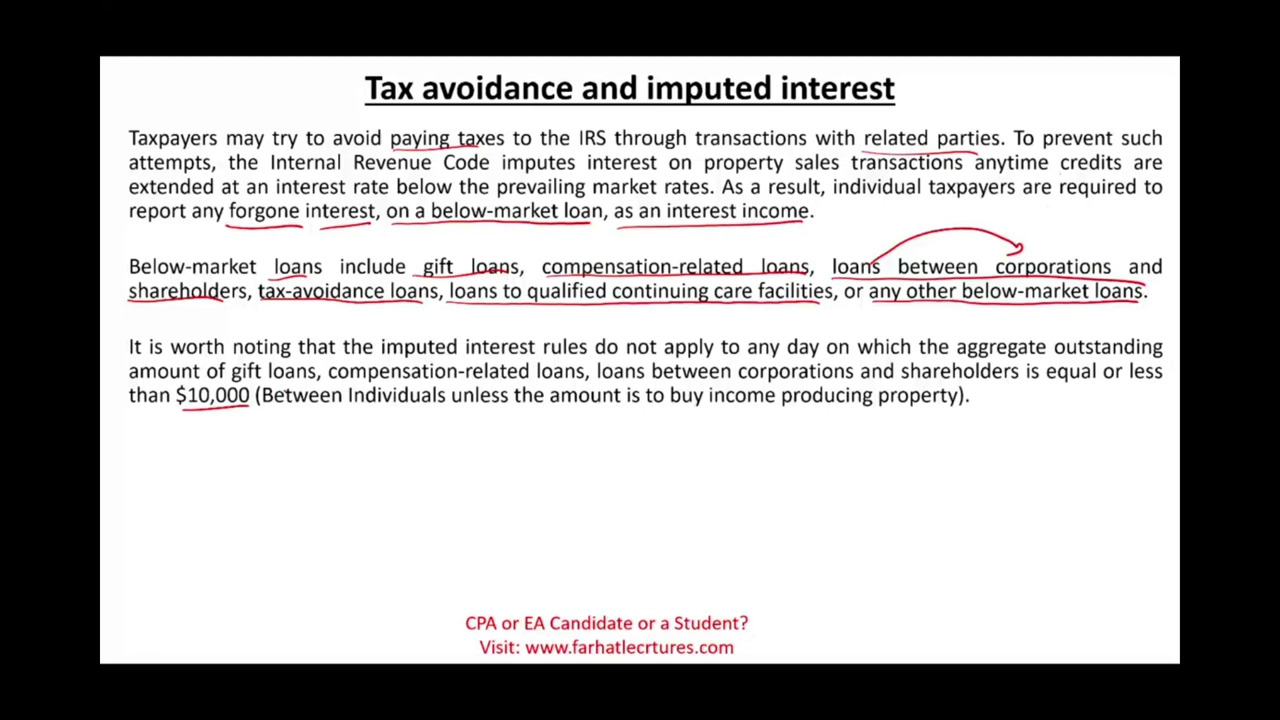 Tax avoidance and imputed interest
Taxpayers may try to avoid paying taxes to the IRS through transactions with related parties. To prevent such
attempts, the Internal Revenue Code imputes interest on property sales transactions anytime credits are
extended at an interest rate below the prevailing market rates. As a result, individual taxpayers are required to
report any forgone interest, on a below-market loan, as an interest income.
Below-market loans include gift loans, compensation-related loans, loans between corporations and
shareholders, tax-avoidance loans, loans to qualified continuing care facilities, or any other below-market loans.
It is worth noting that the imputed interest rules do not apply to any day on which the aggregate outstanding
amount of gift loans, compensation-related loans, loans between corporations and shareholders is equal or less
than $10,000 (Between Individuals unless the amount is to buy income producing property).
CPA or EA Candidate or a Student?
Visit: www.farhatlecrtures.com